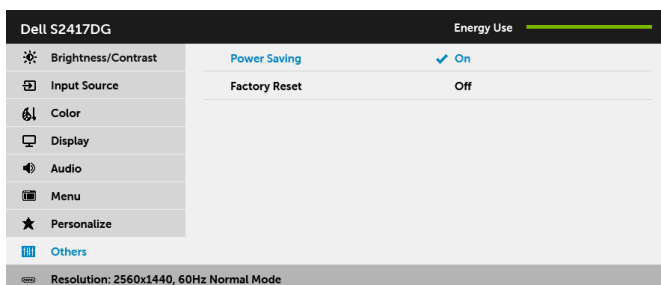 Dell S2417DG Energy Use
Brightness/Contrast Power Saving On
Input Source Factory Reset Off
Color
Display
Audio
Menu
Personalize
Others
Resolution: 2560x1440, 60Hz Normal Mode